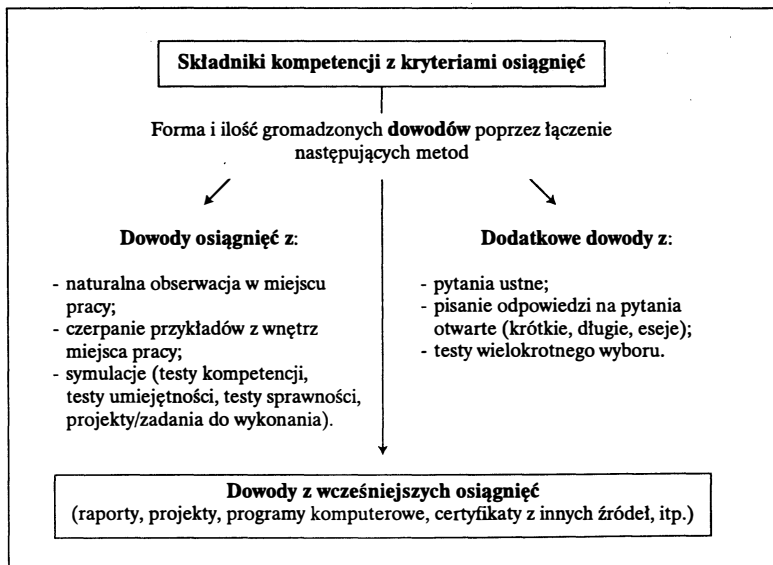 Składniki kompetencji z kryteriami osiągnięć
Forma i ilość gromadzonych dowodów poprzez łączenie
następujących metod
Dowody osiągnięć z:
- naturalna obserwacja w miejscu
pracy;
- czerpanie przykładów z wnętrz
miejsca pracy;
- symulacje (testy kompetencji,
testy umiejętności, testy sprawności,
projekty/zadania do wykonania).
Dodatkowe dowody z:
- pytania ustne;
- pisanie odpowiedzi na pytania
otwarte (krótkie, długie, eseje);
- testy wielokrotnego wyboru.
Dowody z wcześniejszych osiągnięć
(raporty, projekty, programy komputerowe, certyfikaty z innych źródeł, itp.)